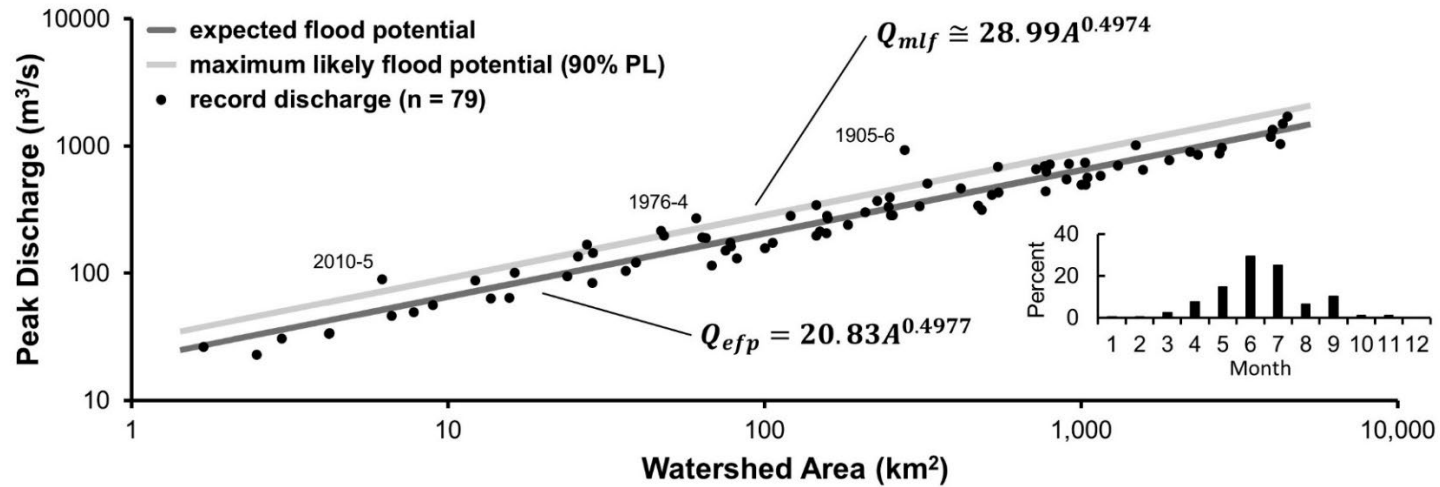 Peak Discharge (m³/s)
10000
1000
100
10
expected flood potential
maximum likely flood potential (90% PL)
record discharge (n = 79)
Q_mlf ≅ 28.99A^0.4974
1905-6
1976-4
2010-5
Q_efp = 20.83A^0.4977
Percent
40
20
0
1 2 3 4 5 6 7 8 9 10 11 12
Month
1 10 100 1,000 10,000
Watershed Area (km²)